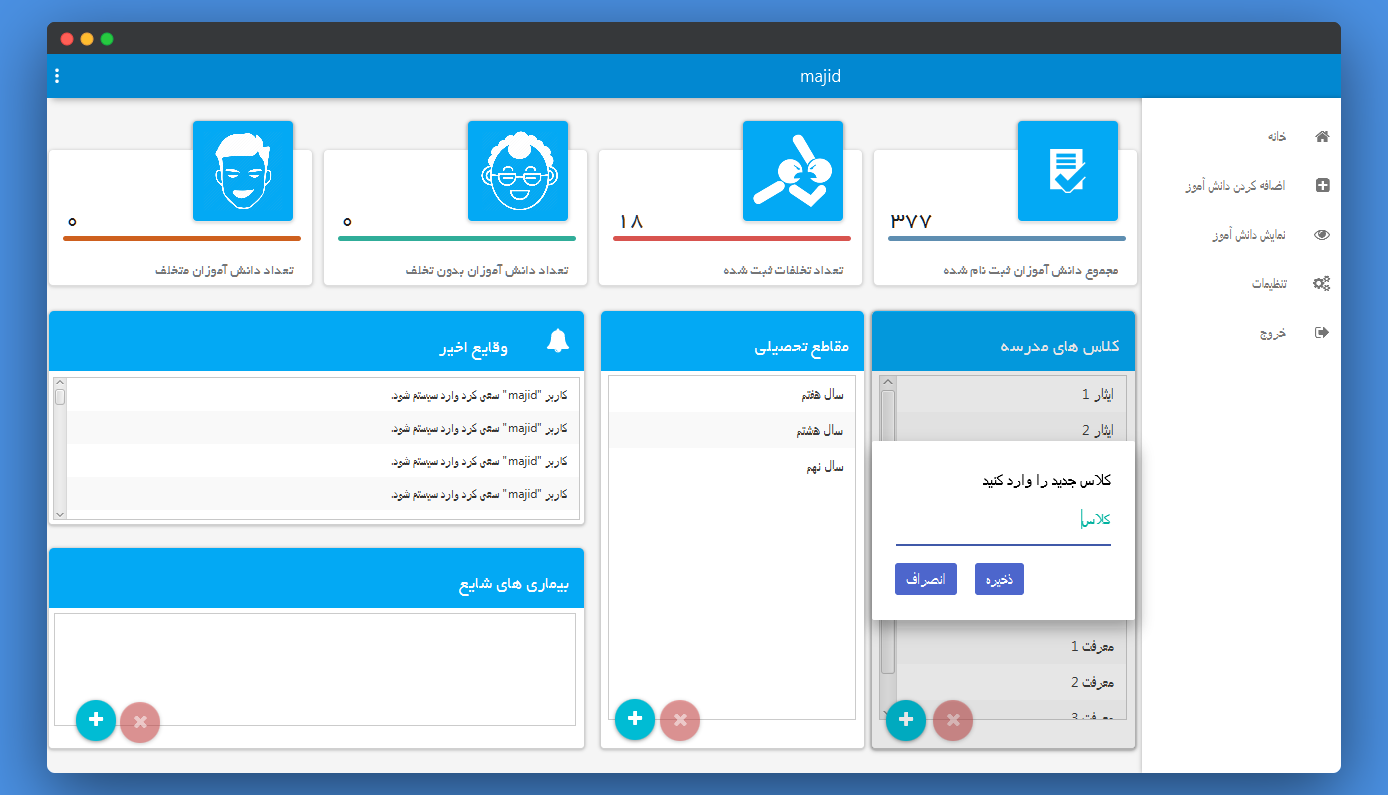 majid
خانه
اضافه کردن دانش آموز
نمایش دانش آموز
تنظیمات
خروج
۳۷۷
مجموع دانش آموزان ثبت نام شده
۱۸
تعداد تخلفات ثبت شده
۰
تعداد دانش آموزان بدون تخلف
۰
تعداد دانش آموزان متخلف
کلاس های مدرسه
ایثار 1
ایثار 2
کلاس جدید را وارد کنید
کلاس
ذخیره
انصراف
معرفت 1
معرفت 2
معرفت 3
مقاطع تحصیلی
سال هفتم
سال هشتم
سال نهم
وقایع اخیر
کاربر "majid" سعی کرد وارد سیستم شود.
کاربر "majid" سعی کرد وارد سیستم شود.
کاربر "majid" سعی کرد وارد سیستم شود.
کاربر "majid" سعی کرد وارد سیستم شود.
بیماری های شایع